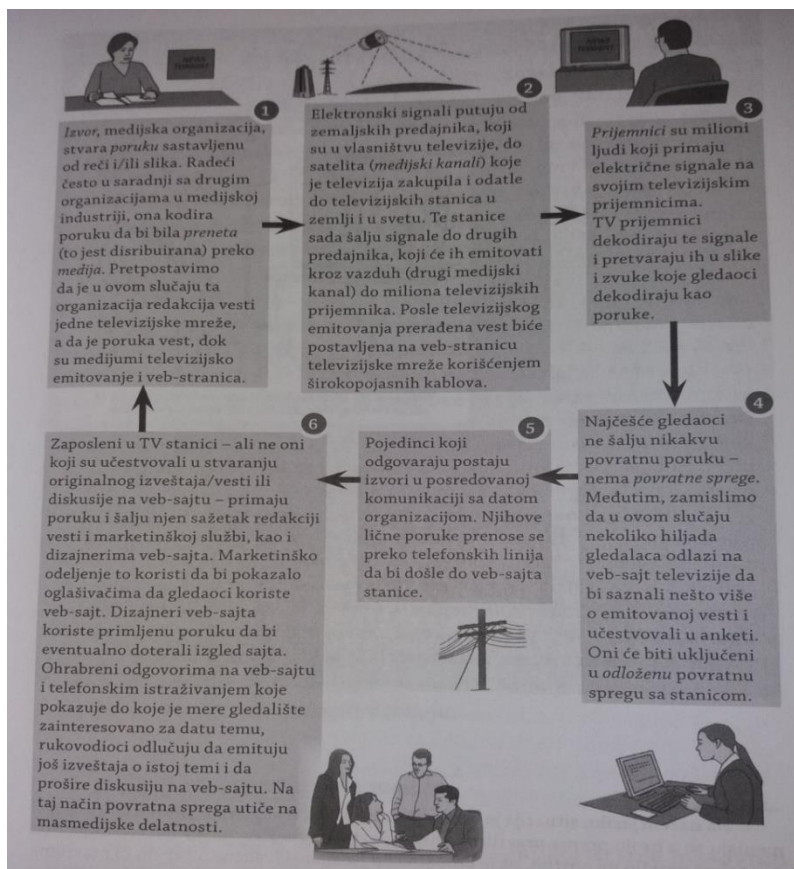 1
Izvor, medijska organizacija,
stvara poruku sastavljenu
od reči i/ili slika. Radeći
često u saradnji sa drugim
organizacijama u medijskoj
industriji, ona kodira
poruku da bi bila preneta
(to jest disribuirana) preko
medija. Pretpostavimo
da je u ovom slučaju ta
organizacija redakcija vesti
jedne televizijske mreže,
a da je poruka vest, dok
su medijumi televizijsko
emitovanje i veb-stranica.
2
Elektronski signali putuju od
zemaljskih predajnika, koji
su u vlasništvu televizije, do
satelita (medijski kanali) koje
je televizija zakupila i odatle
do televizijskih stanica u
zemlji i u svetu. Te stanice
sada šalju signale do drugih
predajnika, koji će ih emitovati
kroz vazduh (drugi medijski
kanal) do miliona televizijskih
prijemnika. Posle televizijskog
emitovanja prerađena vest biće
postavljena na veb-stranicu
televizijske mreže korišćenjem
širokopojasnih kablova.
3
Prijemnici su milioni
ljudi koji primaju
električne signale na
svojim televizijskim
prijemnicima.
TV prijemnici
dekodiraju te signale
i pretvaraju ih u slike
i zvuke koje gledaoci
dekodiraju kao
poruke.
4
Najčešće gledaoci
ne šalju nikakvu
povratnu poruku –
nema povratne sprege.
Međutim, zamislimo
da u ovom slučaju
nekoliko hiljada
gledalaca odlazi na
veb-sajt televizije da
bi saznali nešto više
o emitovanoj vesti i
učestvovali u anketi.
Oni će biti uključeni
u odloženu povratnu
spregu sa stanicom.
5
Pojedinci koji
odgovaraju postaju
izvori u posredovanoj
komunikaciji sa datom
organizacijom. Njihove
lične poruke prenose se
preko telefonskih linija
da bi došle do veb-sajta
stanice.
6
Zaposleni u TV stanici – ali ne oni
koji su učestvovali u stvaranju
originalnog izveštaja/vesti ili
diskusije na veb-sajtu – primaju
poruku i šalju njen sažetak redakciji
vesti i marketinškoj službi, kao i
dizajnerima veb-sajta. Marketinško
odeljenje to koristi da bi pokazalo
oglašivačima da gledaoci koriste
veb-sajt. Dizajneri veb-sajta
koriste primljenu poruku da bi
eventualno doterali izgled sajta.
Ohrabreni odgovorima na veb-sajtu
i telefonskim istraživanjem koje
pokazuje do koje je mere gledalište
zainteresovano za datu temu,
rukovodioci odlučuju da emituju
još izveštaja o istoj temi i da
prošire diskusiju na veb-sajtu. Na
taj način povratna sprega utiče na
masmedijske delatnosti.